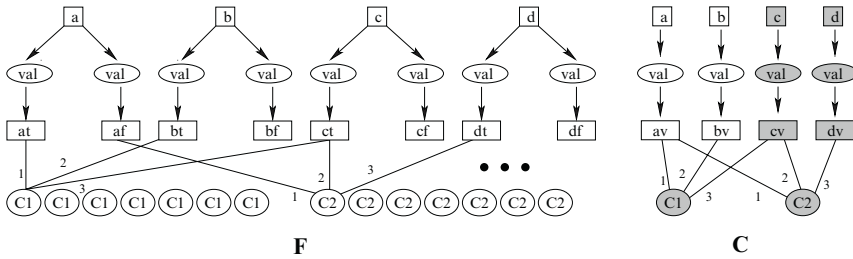 a b c d a b c d
val val val val val val val val val val val val
at af bt bf ct cf dt df av bv cv dv
1 2 3 1 2 3 1 2 3 1 2 3
C1 C1 C1 C1 C1 C1 C1 C2 C2 C2 C2 C2 C2 C2 C1 C2
F C